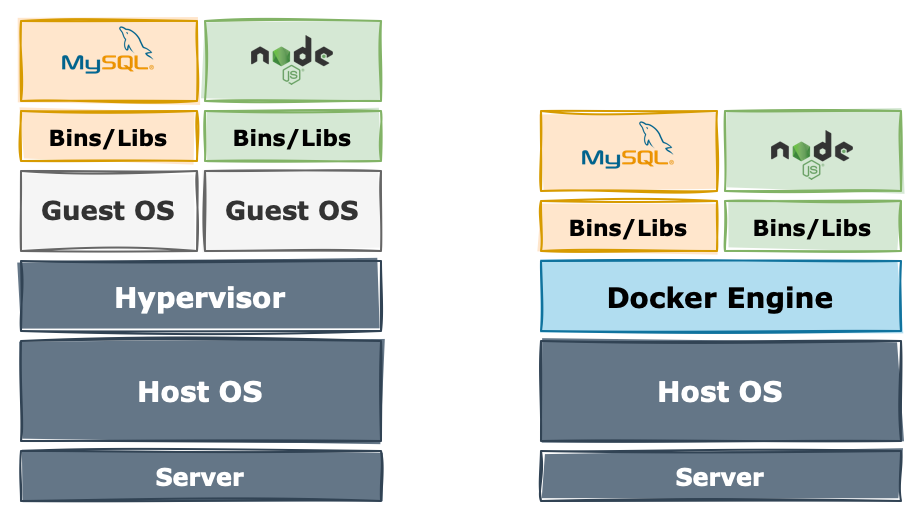 MySQL®
node
JS
Bins/Libs
Bins/Libs
Guest OS
Guest OS
Hypervisor
Host OS
Server
MySQL®
node
JS
Bins/Libs
Bins/Libs
Docker Engine
Host OS
Server